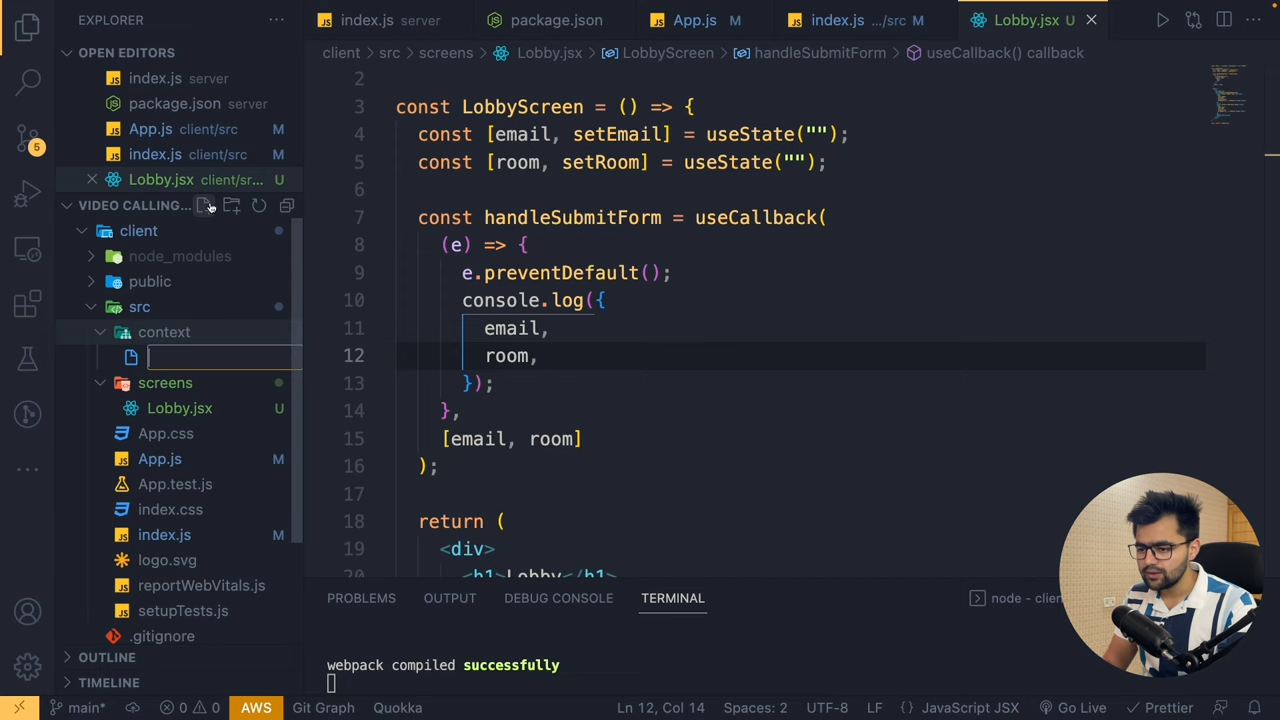 EXPLORER
OPEN EDITORS
index.js server
package.json server
App.js client/src M
index.js client/src M
Lobby.jsx client/sr... U
VIDEO CALLING...
client
node_modules
public
src
context
screens
Lobby.jsx U
App.css
App.js M
App.test.js
index.css
index.js M
logo.svg
reportWebVitals.js
setupTests.js
.gitignore
OUTLINE
TIMELINE
5
index.js server
package.json
App.js M
index.js .../src M
Lobby.jsx U
client > src > screens > Lobby.jsx > LobbyScreen > handleSubmitForm > useCallback() callback
2
3 const LobbyScreen = () => {
4 const [email, setEmail] = useState("");
5 const [room, setRoom] = useState("");
6
7 const handleSubmitForm = useCallback(
8 (e) => {
9 e.preventDefault();
10 console.log({
11 email,
12 room,
13 });
14 },
15 [email, room]
16 );
17
18 return (
19 <div>
20 <h1>Lobby</h1>
PROBLEMS OUTPUT DEBUG CONSOLE TERMINAL
node - clien
webpack compiled successfully
main* 0 0 AWS Git Graph Quokka Ln 12, Col 14 Spaces: 2 UTF-8 LF {} JavaScript JSX Go Live Prettier